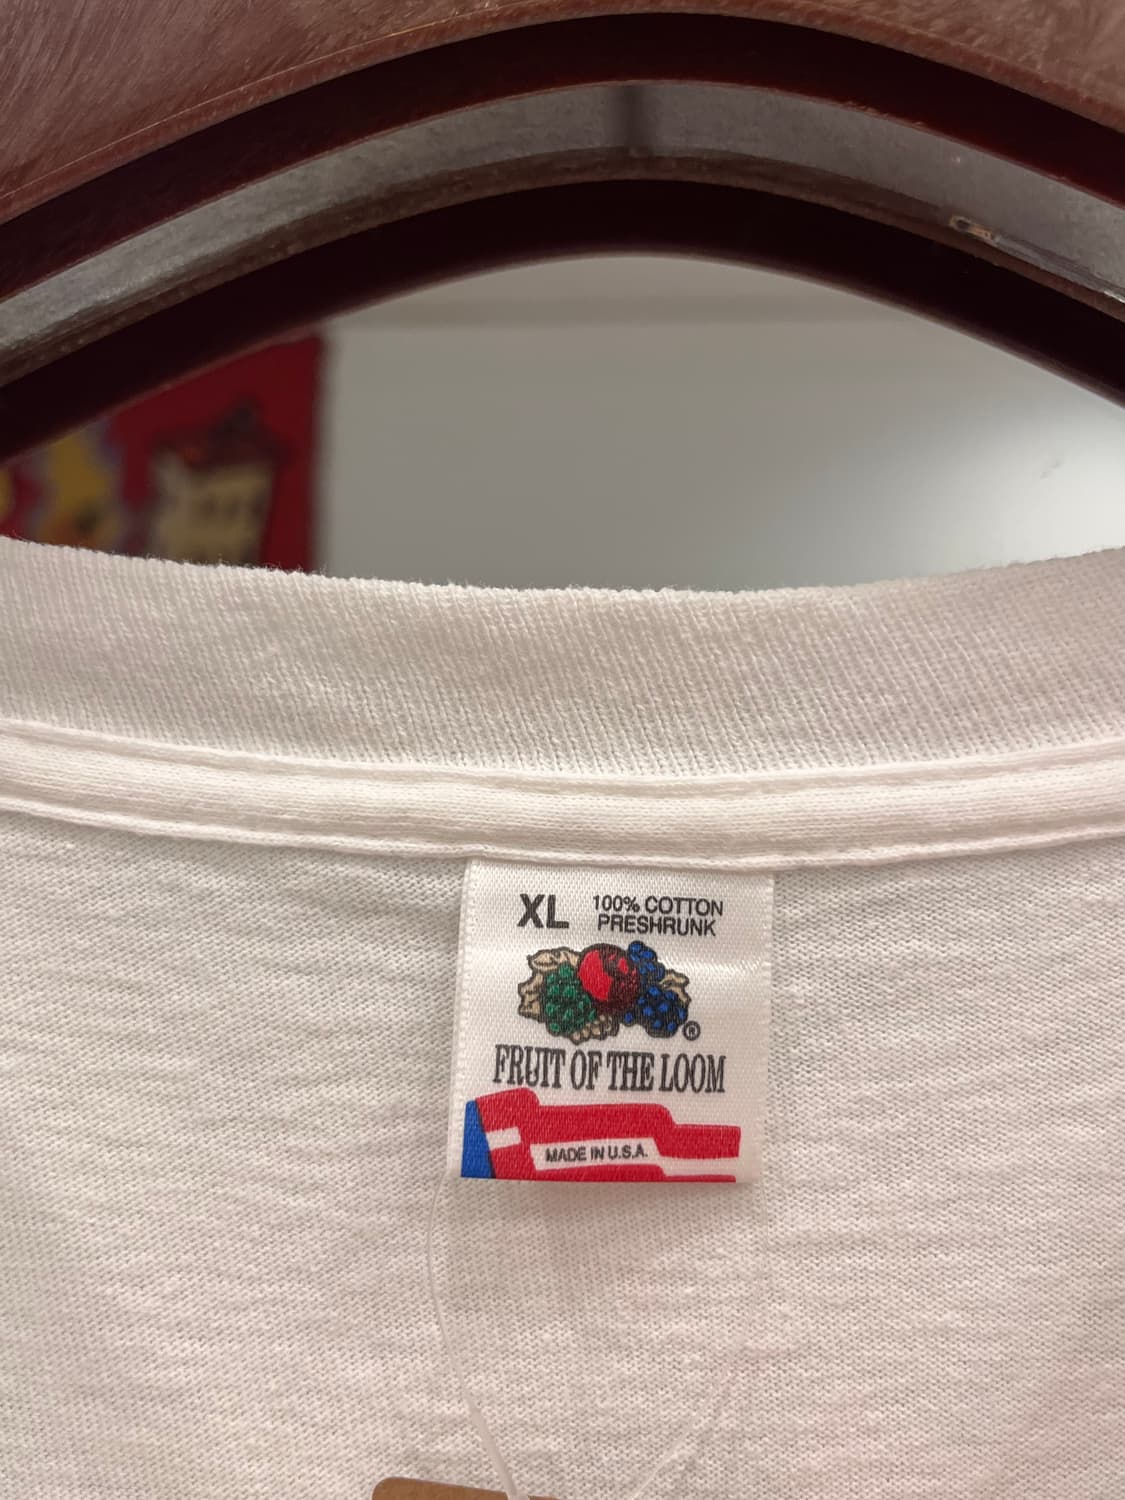 XL
100% COTTON
PRESHRUNK
®
FRUIT OF THE LOOM
MADE IN U.S.A.